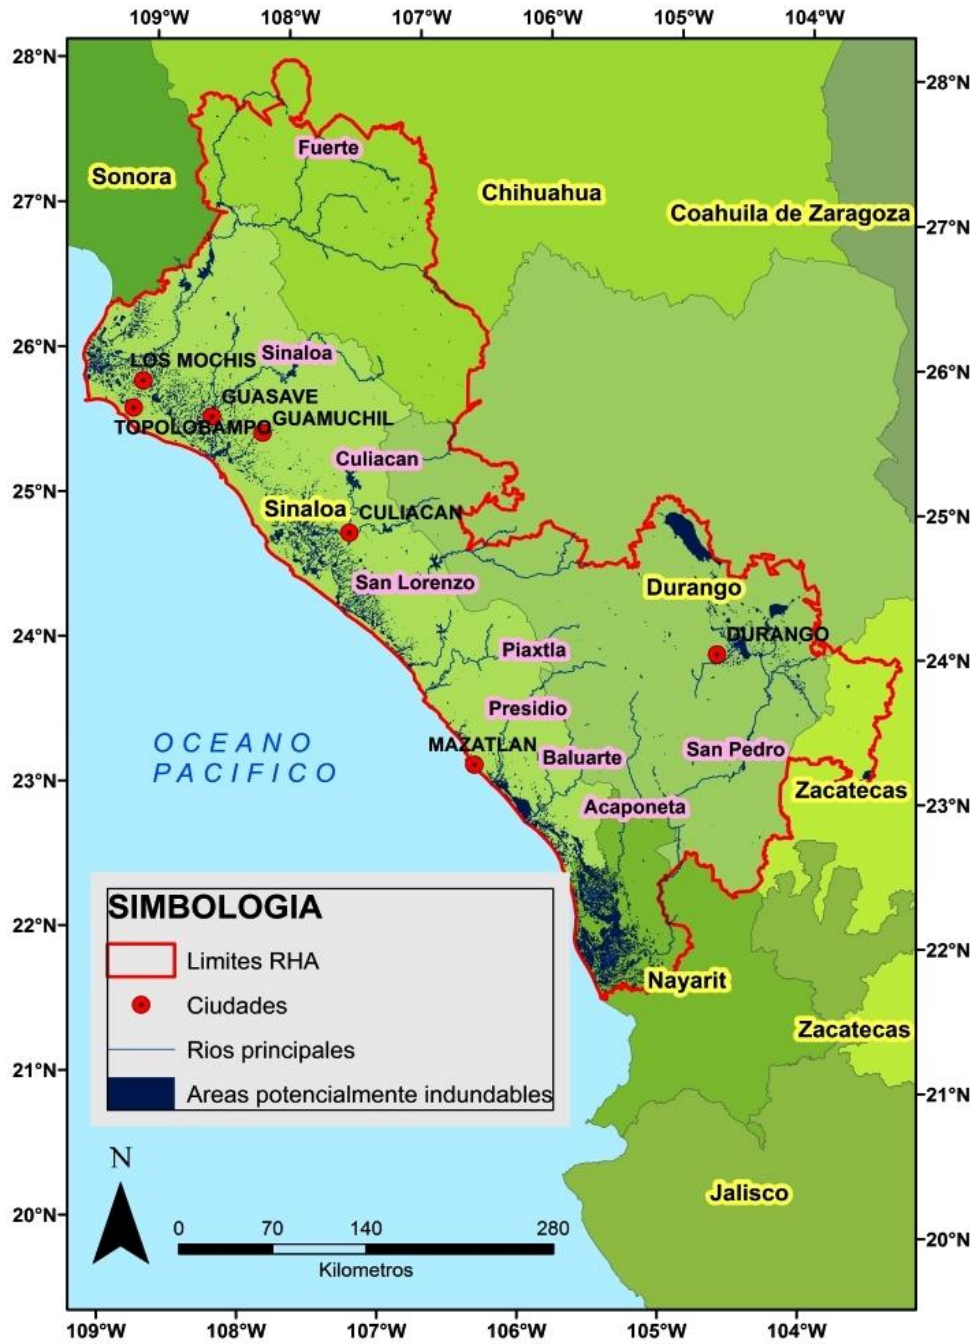 109°W 108°W 107°W 106°W 105°W 104°W
28°N
28°N
Fuerte
Sonora
Chihuahua
27°N
Coahuila de Zaragoza
27°N
26°N
Sinaloa
LOS MOCHIS
26°N
GUASAVE
GUAMUCHIL
TOPOLOBAMPO
Culiacan
25°N
Sinaloa
CULIACAN
25°N
San Lorenzo
Durango
24°N
DURANGO
Piaxtla
24°N
Presidio
OCEANO
PACIFICO
MAZATLAN
San Pedro
Baluarte
23°N
Zacatecas
Acaponeta
23°N
SIMBOLOGIA
22°N
Limites RHA
22°N
Nayarit
Ciudades
Zacatecas
Rios principales
21°N
Areas potencialmente indundables
21°N
N
Jalisco
20°N
0 70 140 280
Kilometros
20°N
109°W 108°W 107°W 106°W 105°W 104°W